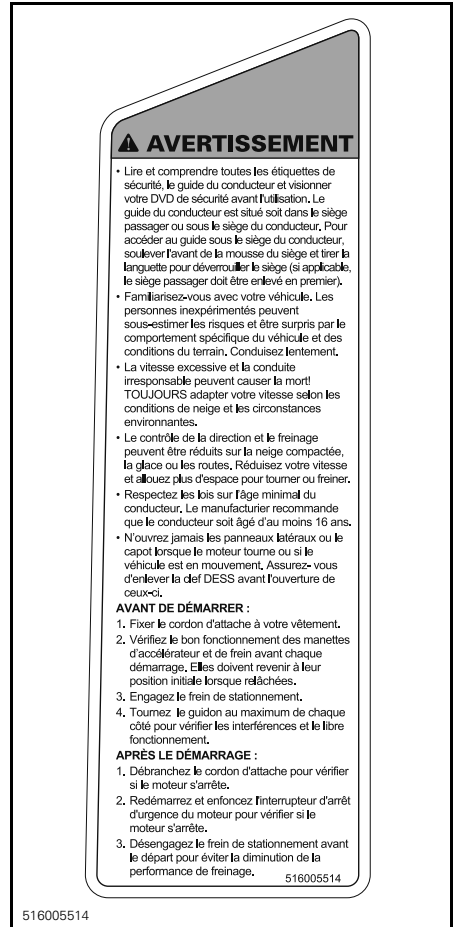 ⚠ AVERTISSEMENT
• Lire et comprendre toutes les étiquettes de
sécurité, le guide du conducteur et visionner
votre DVD de sécurité avant l'utilisation. Le
guide du conducteur est situé soit dans le siège
passager ou sous le siège du conducteur. Pour
accéder au guide sous le siège du conducteur,
soulever l'avant de la mousse du siège et tirer la
languette pour déverrouiller le siège (si applicable,
le siège passager doit être enlevé en premier).
• Familiarisez-vous avec votre véhicule. Les
personnes inexpérimentés peuvent
sous-estimer les risques et être surpris par le
comportement spécifique du véhicule et des
conditions du terrain. Conduisez lentement.
• La vitesse excessive et la conduite
irresponsable peuvent causer la mort!
TOUJOURS adapter votre vitesse selon les
conditions de neige et les circonstances
environnantes.
• Le contrôle de la direction et le freinage
peuvent être réduits sur la neige compactée,
la glace ou les routes. Réduisez votre vitesse
et allouez plus d'espace pour tourner ou freiner.
• Respectez les lois sur l'âge minimal du
conducteur. Le manufacturier recommande
que le conducteur soit âgé d'au moins 16 ans.
• N'ouvrez jamais les panneaux latéraux ou le
capot lorsque le moteur tourne ou si le
véhicule est en mouvement. Assurez- vous
d'enlever la clef DESS avant l'ouverture de
ceux-ci.
AVANT DE DÉMARRER :
1. Fixer le cordon d'attache à votre vêtement.
2. Vérifiez le bon fonctionnement des manettes
d'accélérateur et de frein avant chaque
démarrage. Elles doivent revenir à leur
position initiale lorsque relâchées.
3. Engagez le frein de stationnement.
4. Tournez le guidon au maximum de chaque
côté pour vérifier les interférences et le libre
fonctionnement.
APRÈS LE DÉMARRAGE :
1. Débranchez le cordon d'attache pour vérifier
si le moteur s'arrête.
2. Redémarrez et enfoncez l'interrupteur d'arrêt
d'urgence du moteur pour vérifier si le
moteur s'arrête.
3. Désengagez le frein de stationnement avant
le départ pour éviter la diminution de la
performance de freinage.
516005514
516005514